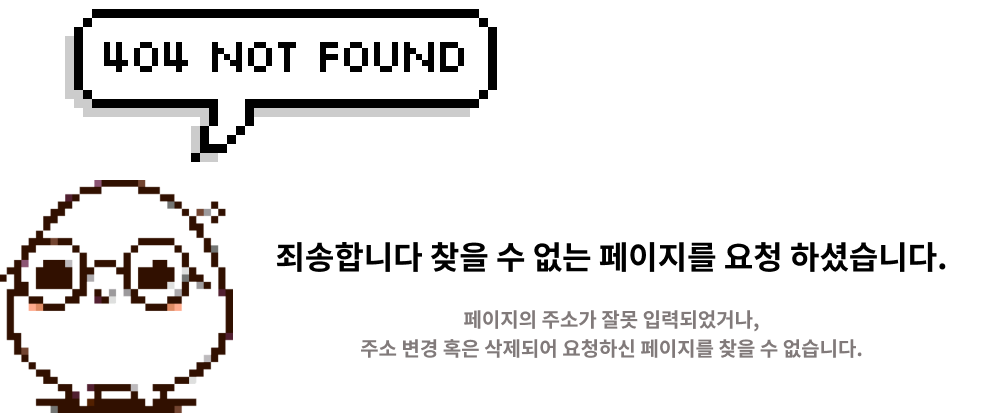 404 NOT FOUND
죄송합니다 찾을 수 없는 페이지를 요청 하셨습니다.
페이지의 주소가 잘못 입력되었거나,
주소 변경 혹은 삭제되어 요청하신 페이지를 찾을 수 없습니다.